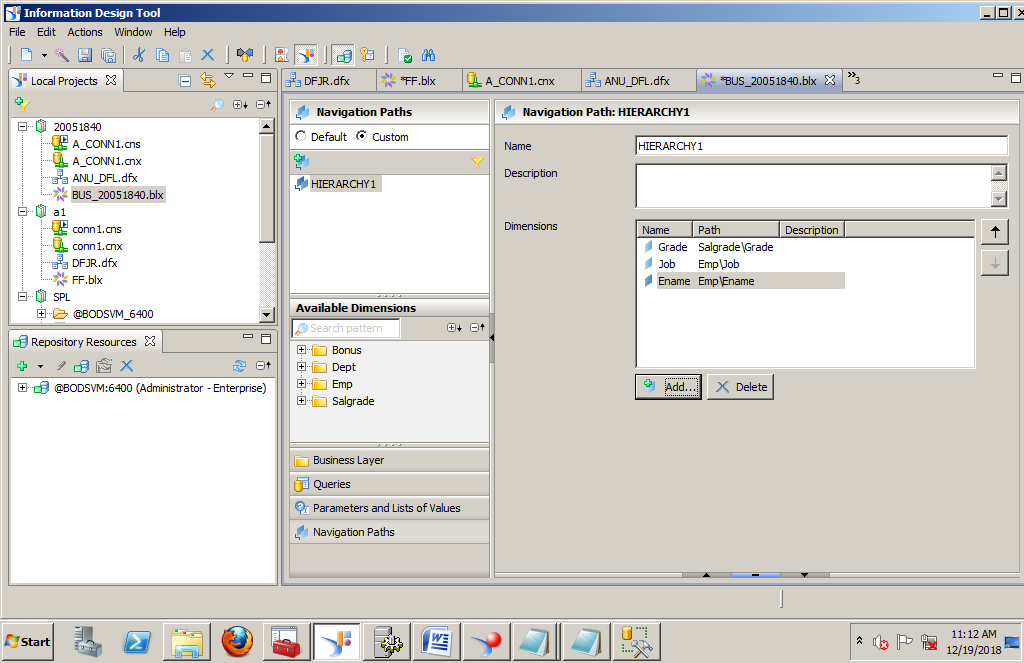 Information Design Tool
File Edit Actions Window Help
Local Projects
20051840
A_CONN1.cns
A_CONN1.cnx
ANU_DFL.dfx
BUS_20051840.blx
a1
conn1.cns
conn1.cnx
DFJR.dfx
FF.blx
SPL
@BODSVM_6400
Repository Resources
@BODSVM:6400 (Administrator - Enterprise)
DFJR.dfx *FF.blx A_CONN1.cnx ANU_DFL.dfx *BUS_20051840.blx »3
Navigation Paths
Default Custom
HIERARCHY1
Available Dimensions
Search pattern
Bonus
Dept
Emp
Salgrade
Business Layer
Queries
Parameters and Lists of Values
Navigation Paths
Navigation Path: HIERARCHY1
Name HIERARCHY1
Description
Dimensions
Name Path Description
Grade Salgrade\Grade
Job Emp\Job
Ename Emp\Ename
Add... Delete
Start
11:12 AM
12/19/2018